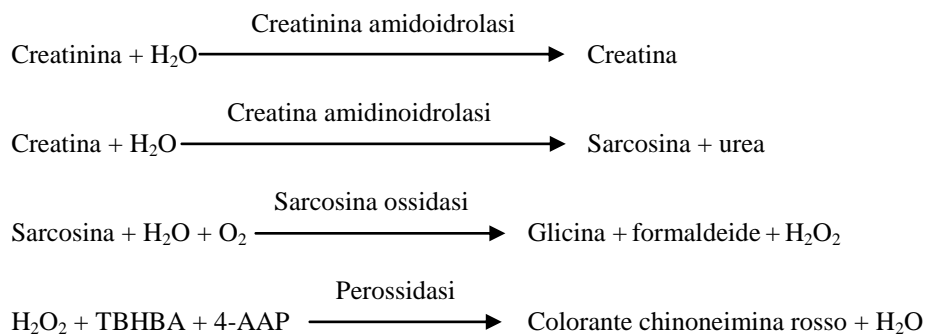 Creatinina amidoidrolasi
Creatinina + H₂O Creatina
Creatina amidinoidrolasi
Creatina + H₂O Sarcosina + urea
Sarcosina ossidasi
Sarcosina + H₂O + O₂ Glicina + formaldeide + H₂O₂
Perossidasi
H₂O₂ + TBHBA + 4-AAP Colorante chinoneimina rosso + H₂O